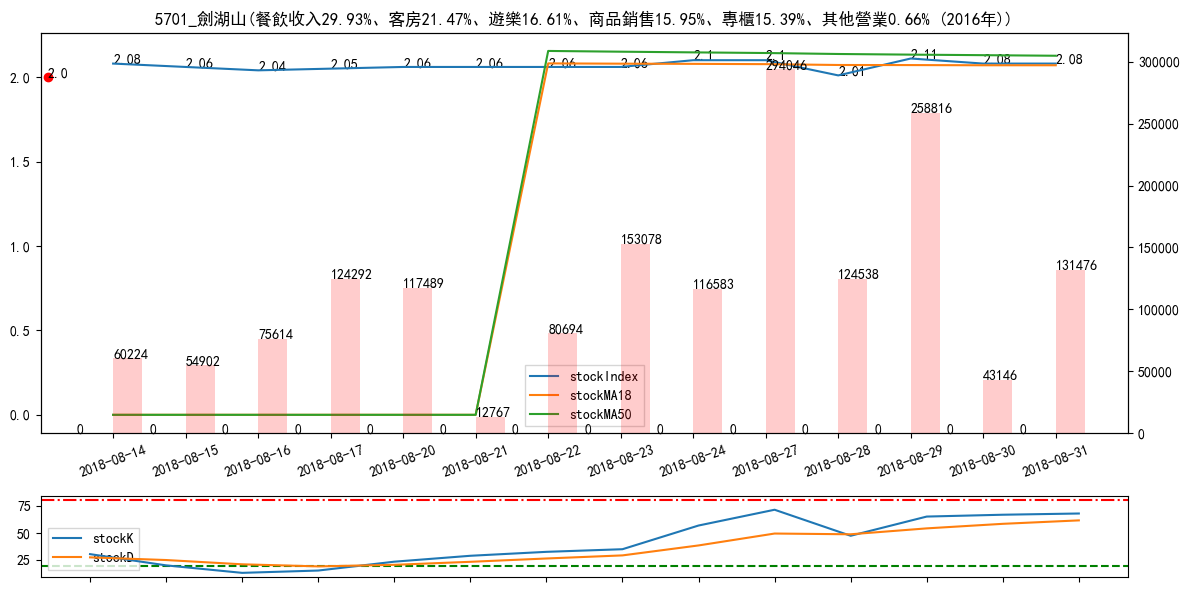 5701_劍湖山(餐飲收入29.93%、客房21.47%、遊樂16.61%、商品銷售15.95%、專櫃15.39%、其他營業0.66% (2016年))
2.0
2.08 2.06 2.04 2.05 2.06 2.06 2.06 2.06 2.1 2.1 2.01 2.11 2.08 2.08
2.0 1.5 1.0 0.5 0.0
300000 250000 200000 150000 100000 50000 0
60224 54902 75614 124292 117489 12767 80694 153078 116583 294046 124538 258816 43146 131476
0 0 0 0 0 0 0 0 0 0 0 0 0 0
stockIndex
stockMA18
stockMA50
2018-08-14 2018-08-15 2018-08-16 2018-08-17 2018-08-20 2018-08-21 2018-08-22 2018-08-23 2018-08-24 2018-08-27 2018-08-28 2018-08-29 2018-08-30 2018-08-31
75
50
25
stockK
stockD